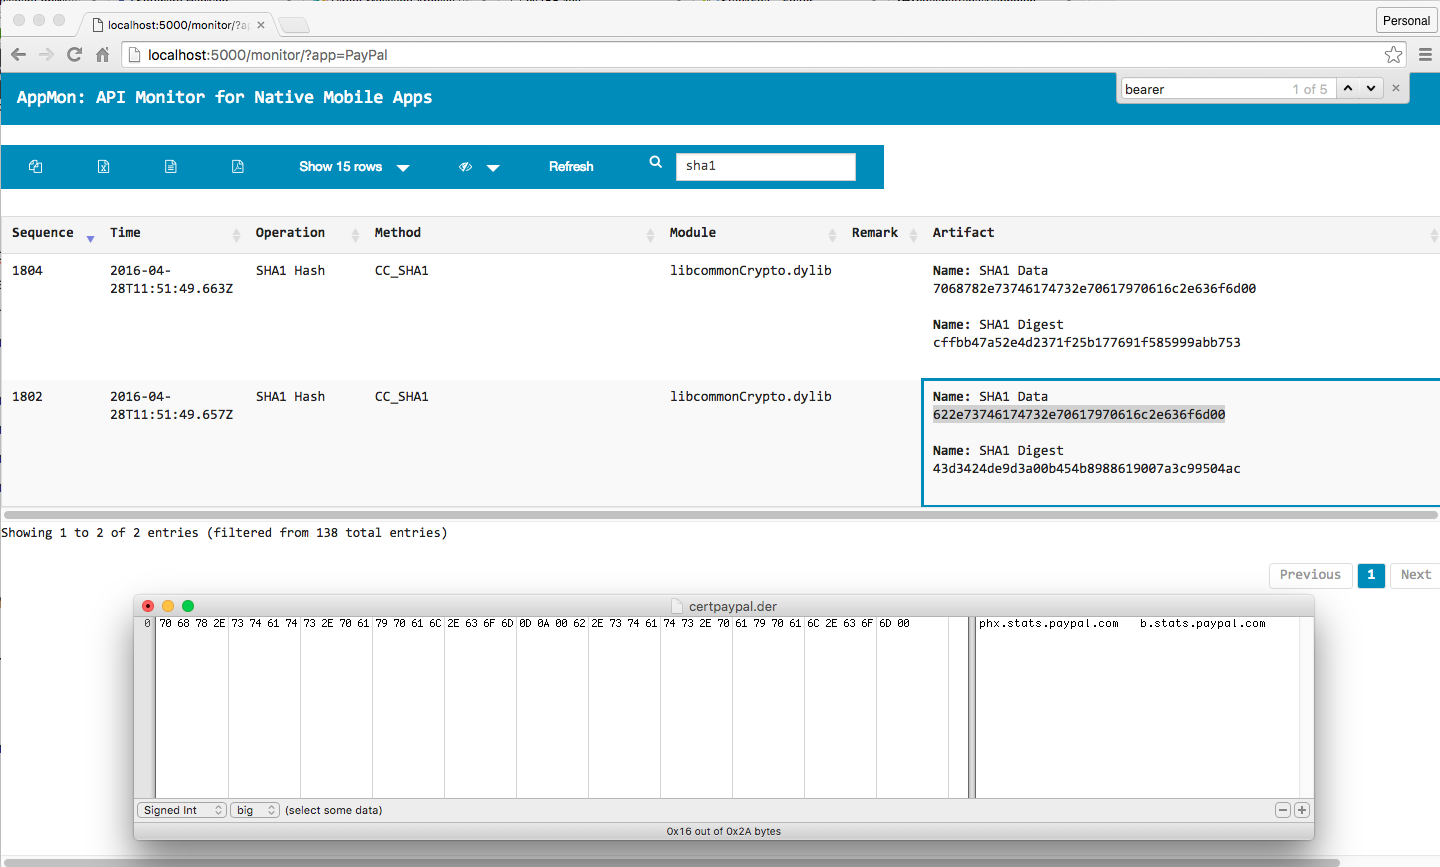 localhost:5000/monitor/?a
Personal
localhost:5000/monitor/?app=PayPal
AppMon: API Monitor for Native Mobile Apps
bearer 1 of 5
Show 15 rows Refresh sha1
Sequence Time Operation Method Module Remark Artifact
1804 2016-04-28T11:51:49.663Z SHA1 Hash CC_SHA1 libcommonCrypto.dylib Name: SHA1 Data
7068782e73746174732e70617970616c2e636f6d00
Name: SHA1 Digest
cffbb47a52e4d2371f25b177691f585999abb753
1802 2016-04-28T11:51:49.657Z SHA1 Hash CC_SHA1 libcommonCrypto.dylib Name: SHA1 Data
622e73746174732e70617970616c2e636f6d00
Name: SHA1 Digest
43d3424de9d3a00b454b8988619007a3c99504ac
Showing 1 to 2 of 2 entries (filtered from 138 total entries)
Previous 1 Next
certpaypal.der
0 70 68 78 2E 73 74 61 74 73 2E 70 61 79 70 61 6C 2E 63 6F 6D 0D 0A 00 62 2E 73 74 61 74 73 2E 70 61 79 70 61 6C 2E 63 6F 6D 00 phx.stats.paypal.com b.stats.paypal.com
Signed Int big (select some data)
0x16 out of 0x2A bytes